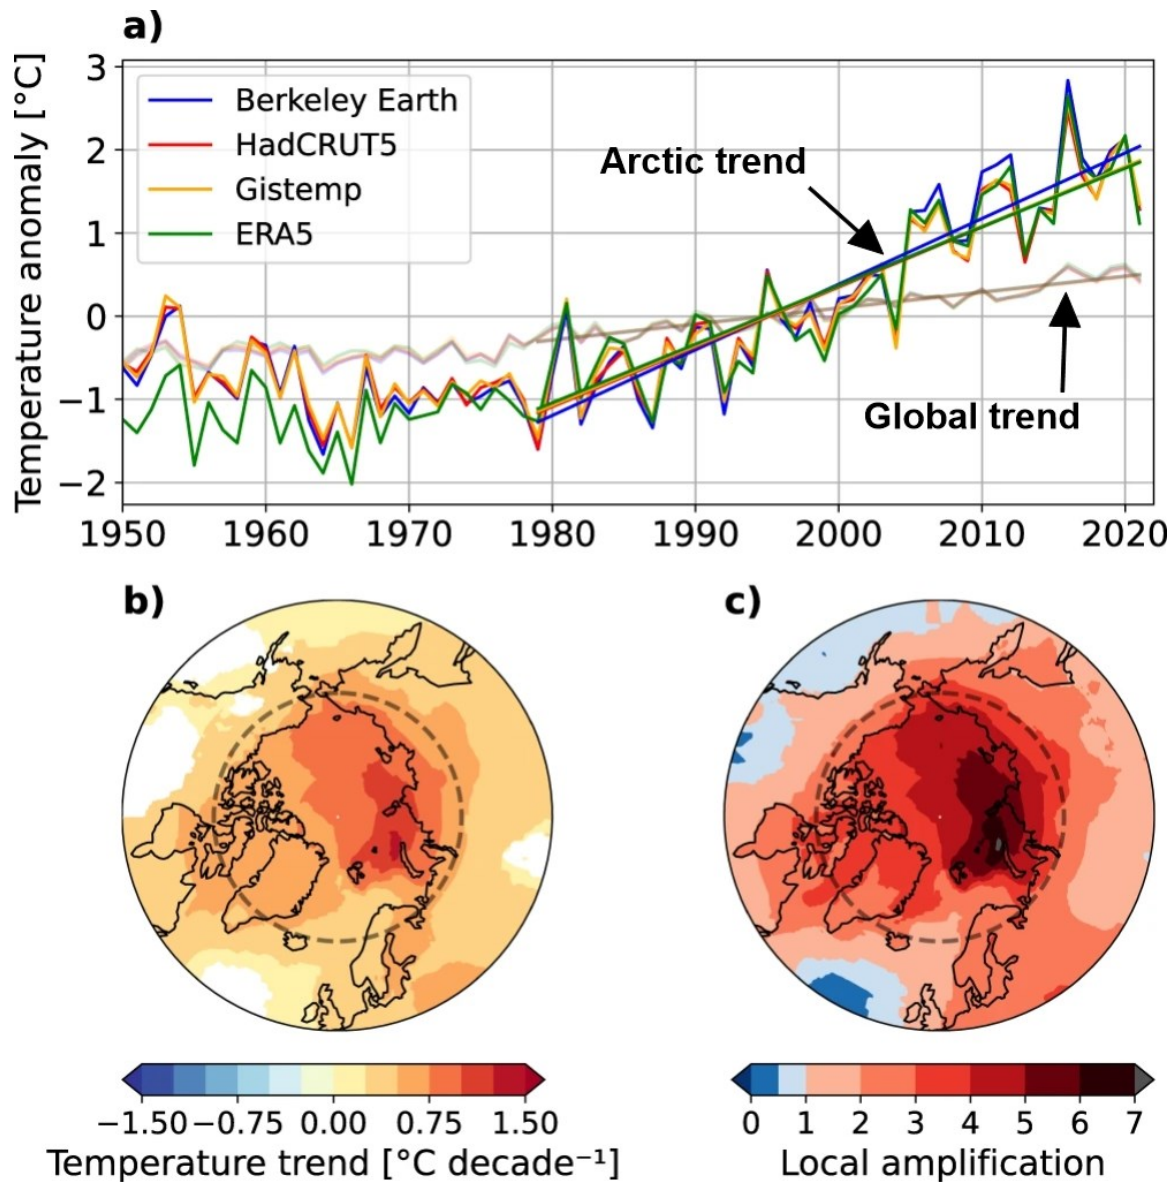 a)
Temperature anomaly [°C]
3
2
1
0
−1
−2
Berkeley Earth
HadCRUT5
Gistemp
ERA5
Arctic trend
Global trend
1950 1960 1970 1980 1990 2000 2010 2020
b)
c)
−1.50 −0.75 0.00 0.75 1.50
Temperature trend [°C decade⁻¹]
0 1 2 3 4 5 6 7
Local amplification